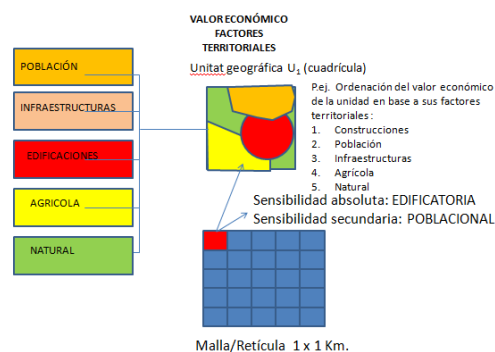 VALOR ECONÓMICO
FACTORES
TERRITORIALES
Unitat geográfica U1 (cuadrícula)
POBLACIÓN
INFRAESTRUCTURAS
EDIFICACIONES
AGRICOLA
NATURAL
P.ej. Ordenación del valor económico
de la unidad en base a sus factores
territoriales:
1. Construcciones
2. Población
3. Infraestructuras
4. Agrícola
5. Natural
Sensibilidad absoluta: EDIFICATORIA
Sensibilidad secundaria: POBLACIONAL
Malla/Retícula 1 x 1 Km.